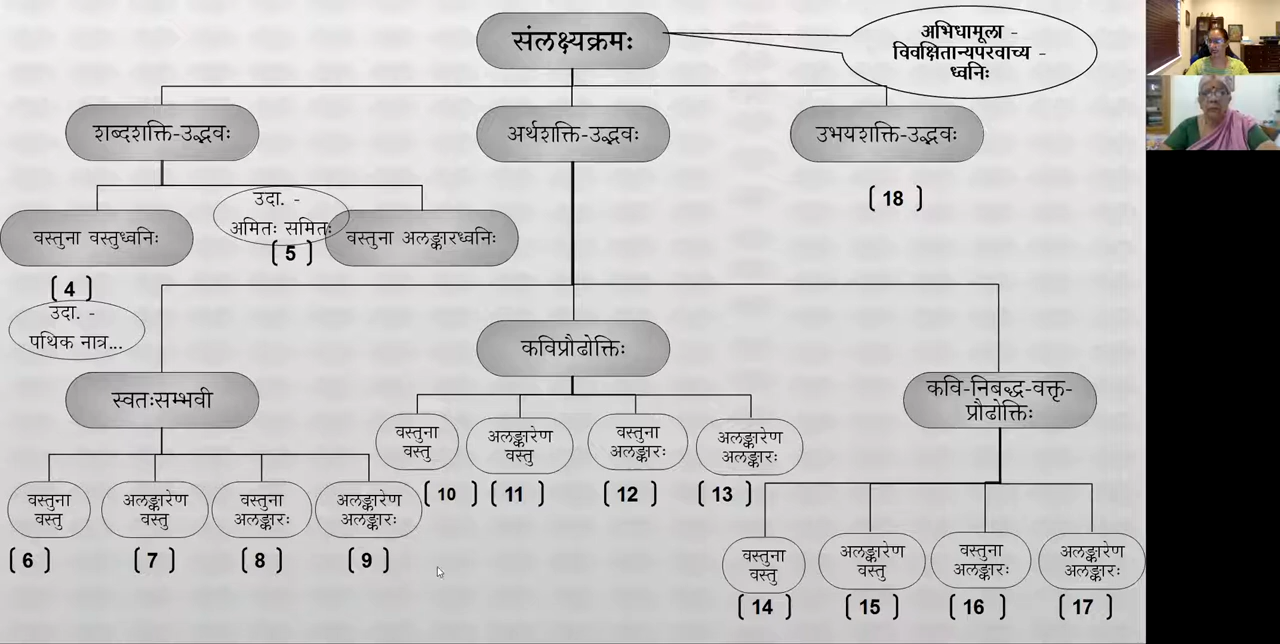 संलक्ष्यक्रमः
अभिधामूला -
विवक्षितान्यपरवाच्य -
ध्वनिः
शब्दशक्ति-उद्भवः
अर्थशक्ति-उद्भवः
उभयशक्ति-उद्भवः
[18]
उदा. -
अमितः समितः
[5]
वस्तुना वस्तुध्वनिः
वस्तुना अलङ्कारध्वनिः
[4]
उदा. -
पथिक नात्र...
कविप्रौढोक्तिः
स्वतःसम्भवी
कवि-निबद्ध-वक्तृ-
प्रौढोक्तिः
वस्तुना
वस्तु
[10]
अलङ्कारेण
वस्तु
[11]
वस्तुना
अलङ्कारः
[12]
अलङ्कारेण
अलङ्कारः
[13]
वस्तुना
वस्तु
[6]
अलङ्कारेण
वस्तु
[7]
वस्तुना
अलङ्कारः
[8]
अलङ्कारेण
अलङ्कारः
[9]
वस्तुना
वस्तु
[14]
अलङ्कारेण
वस्तु
[15]
वस्तुना
अलङ्कारः
[16]
अलङ्कारेण
अलङ्कारः
[17]